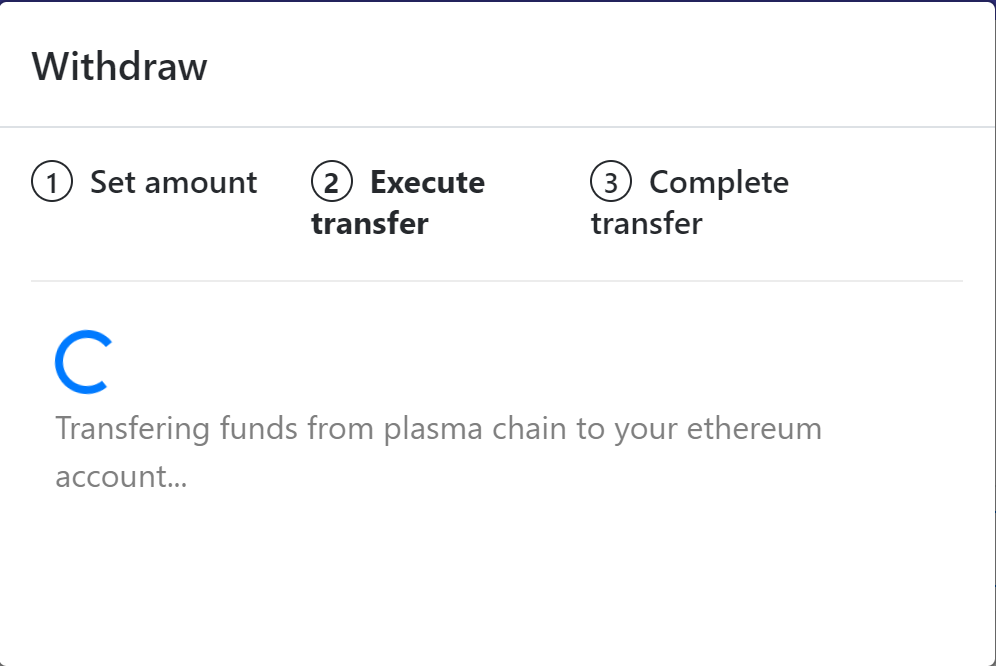 Withdraw
1 Set amount
2 Execute
transfer
3 Complete
transfer
Transfering funds from plasma chain to your ethereum
account...